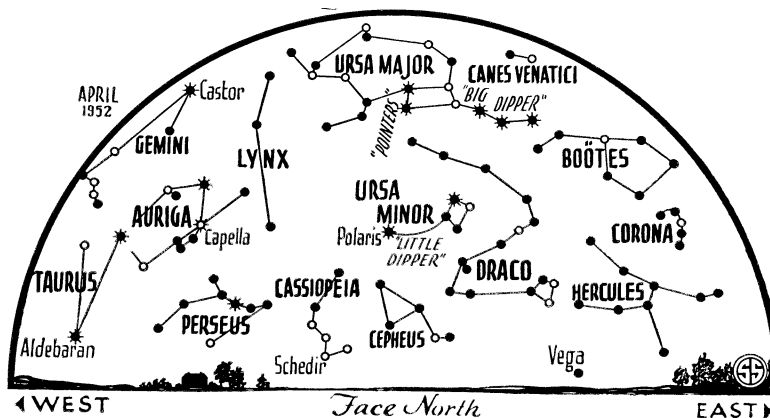 URSA MAJOR
CANES VENATICI
APRIL
1952
Castor
"POINTERS"
"BIG DIPPER"
GEMINI
LYNX
BOÖTES
URSA
MINOR
AURIGA
Capella
Polaris
"LITTLE
DIPPER"
CORONA
TAURUS
CASSIOPEIA
DRACO
HERCULES
PERSEUS
CEPHEUS
Aldebaran
Schedir
Vega
WEST
Face North
EAST